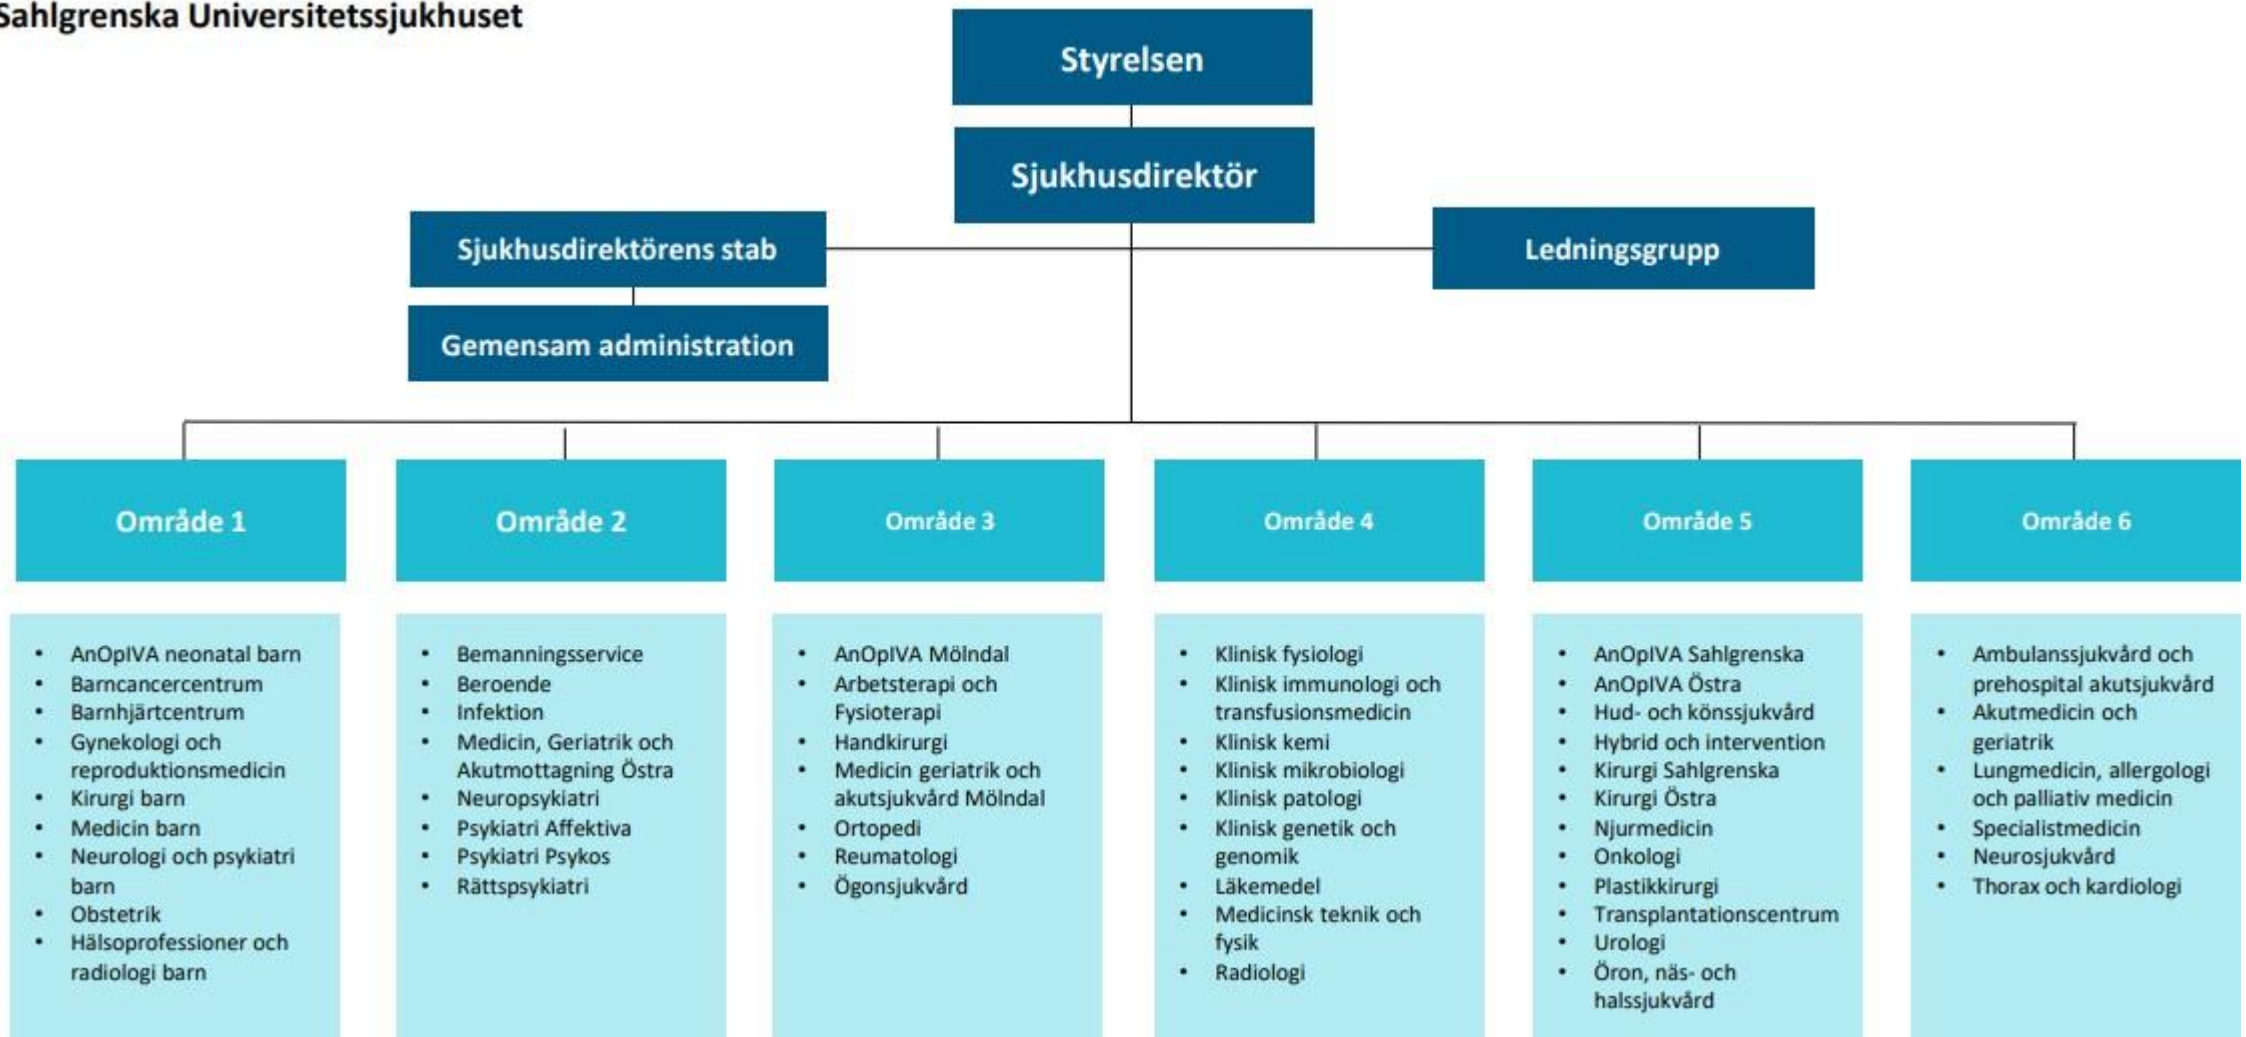 Sahlgrenska Universitetssjukhuset
Styrelsen
Sjukhusdirektör
Sjukhusdirektörens stab
Ledningsgrupp
Gemensam administration
Område 1
Område 2
Område 3
Område 4
Område 5
Område 6
• AnOpIVA neonatal barn
• Barncancercentrum
• Barnhjärtcentrum
• Gynekologi och
reproduktionsmedicin
• Kirurgi barn
• Medicin barn
• Neurologi och psykiatri
barn
• Obstetrik
• Hälsoprofessioner och
radiologi barn
• Bemanningsservice
• Beroende
• Infektion
• Medicin, Geriatrik och
Akutmottagning Östra
• Neuropsykiatri
• Psykiatri Affektiva
• Psykiatri Psykos
• Rättspsykiatri
• AnOpIVA Mölndal
• Arbetsterapi och
Fysioterapi
• Handkirurgi
• Medicin geriatrik och
akutsjukvård Mölndal
• Ortopedi
• Reumatologi
• Ögonsjukvård
• Klinisk fysiologi
• Klinisk immunologi och
transfusionsmedicin
• Klinisk kemi
• Klinisk mikrobiologi
• Klinisk patologi
• Klinisk genetik och
genomik
• Läkemedel
• Medicinsk teknik och
fysik
• Radiologi
• AnOpIVA Sahlgrenska
• AnOpIVA Östra
• Hud- och könssjukvård
• Hybrid och intervention
• Kirurgi Sahlgrenska
• Kirurgi Östra
• Njurmedicin
• Onkologi
• Plastikkirurgi
• Transplantationscentrum
• Urologi
• Öron, näs- och
halssjukvård
• Ambulanssjukvård och
prehospital akutsjukvård
• Akutmedicin och
geriatrik
• Lungmedicin, allergologi
och palliativ medicin
• Specialistmedicin
• Neurosjukvård
• Thorax och kardiologi